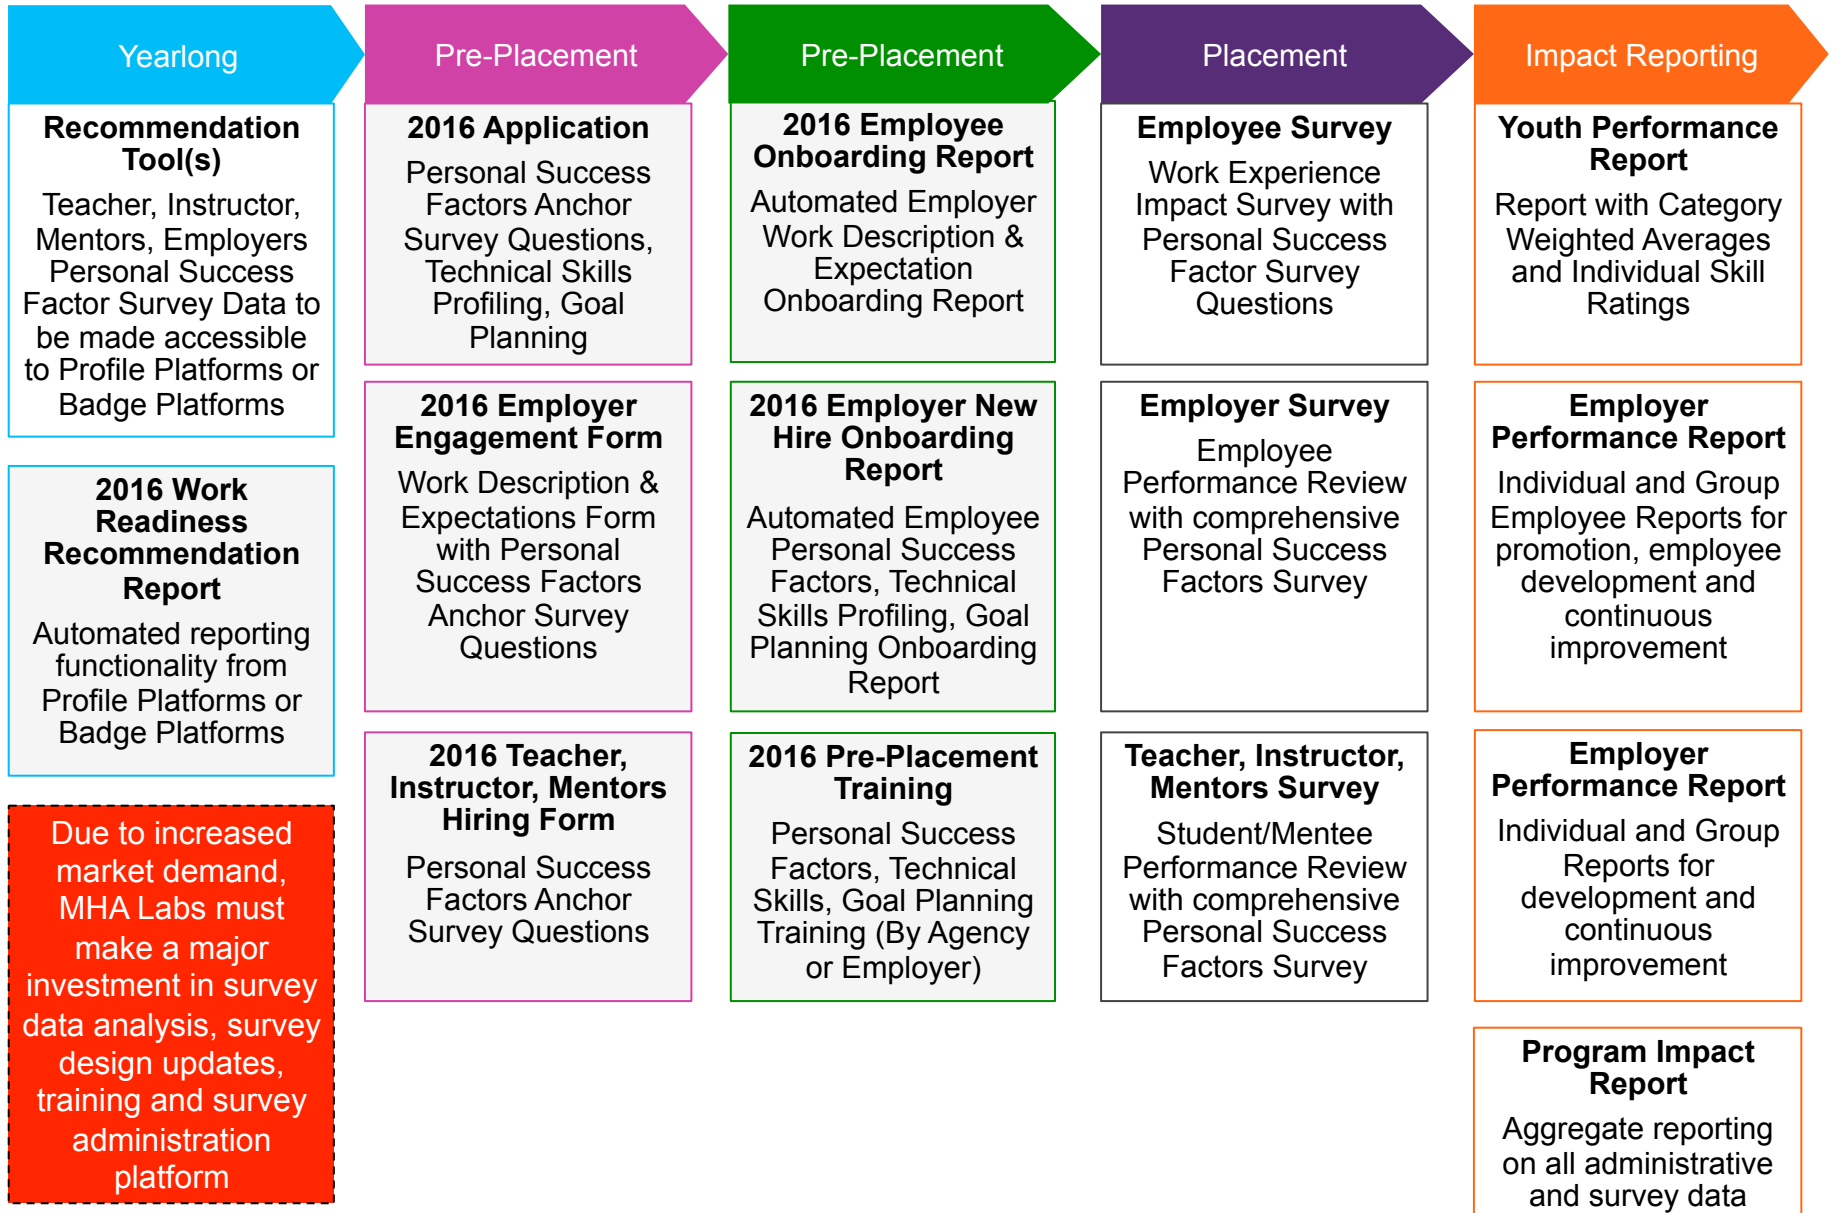 Yearlong
Recommendation
Tool(s)
Teacher, Instructor,
Mentors, Employers
Personal Success
Factor Survey Data to
be made accessible
to Profile Platforms or
Badge Platforms
2016 Work
Readiness
Recommendation
Report
Automated reporting
functionality from
Profile Platforms or
Badge Platforms
Due to increased
market demand,
MHA Labs must
make a major
investment in survey
data analysis, survey
design updates,
training and survey
administration
platform
Pre-Placement
2016 Application
Personal Success
Factors Anchor
Survey Questions,
Technical Skills
Profiling, Goal
Planning
2016 Employer
Engagement Form
Work Description &
Expectations Form
with Personal
Success Factors
Anchor Survey
Questions
2016 Teacher,
Instructor, Mentors
Hiring Form
Personal Success
Factors Anchor
Survey Questions
Pre-Placement
2016 Employee
Onboarding Report
Automated Employer
Work Description &
Expectation
Onboarding Report
2016 Employer New
Hire Onboarding
Report
Automated Employee
Personal Success
Factors, Technical
Skills Profiling, Goal
Planning Onboarding
Report
2016 Pre-Placement
Training
Personal Success
Factors, Technical
Skills, Goal Planning
Training (By Agency
or Employer)
Placement
Employee Survey
Work Experience
Impact Survey with
Personal Success
Factor Survey
Questions
Employer Survey
Employee
Performance Review
with comprehensive
Personal Success
Factors Survey
Teacher, Instructor,
Mentors Survey
Student/Mentee
Performance Review
with comprehensive
Personal Success
Factors Survey
Impact Reporting
Youth Performance
Report
Report with Category
Weighted Averages
and Individual Skill
Ratings
Employer
Performance Report
Individual and Group
Employee Reports for
promotion, employee
development and
continuous
improvement
Employer
Performance Report
Individual and Group
Reports for
development and
continuous
improvement
Program Impact
Report
Aggregate reporting
on all administrative
and survey data